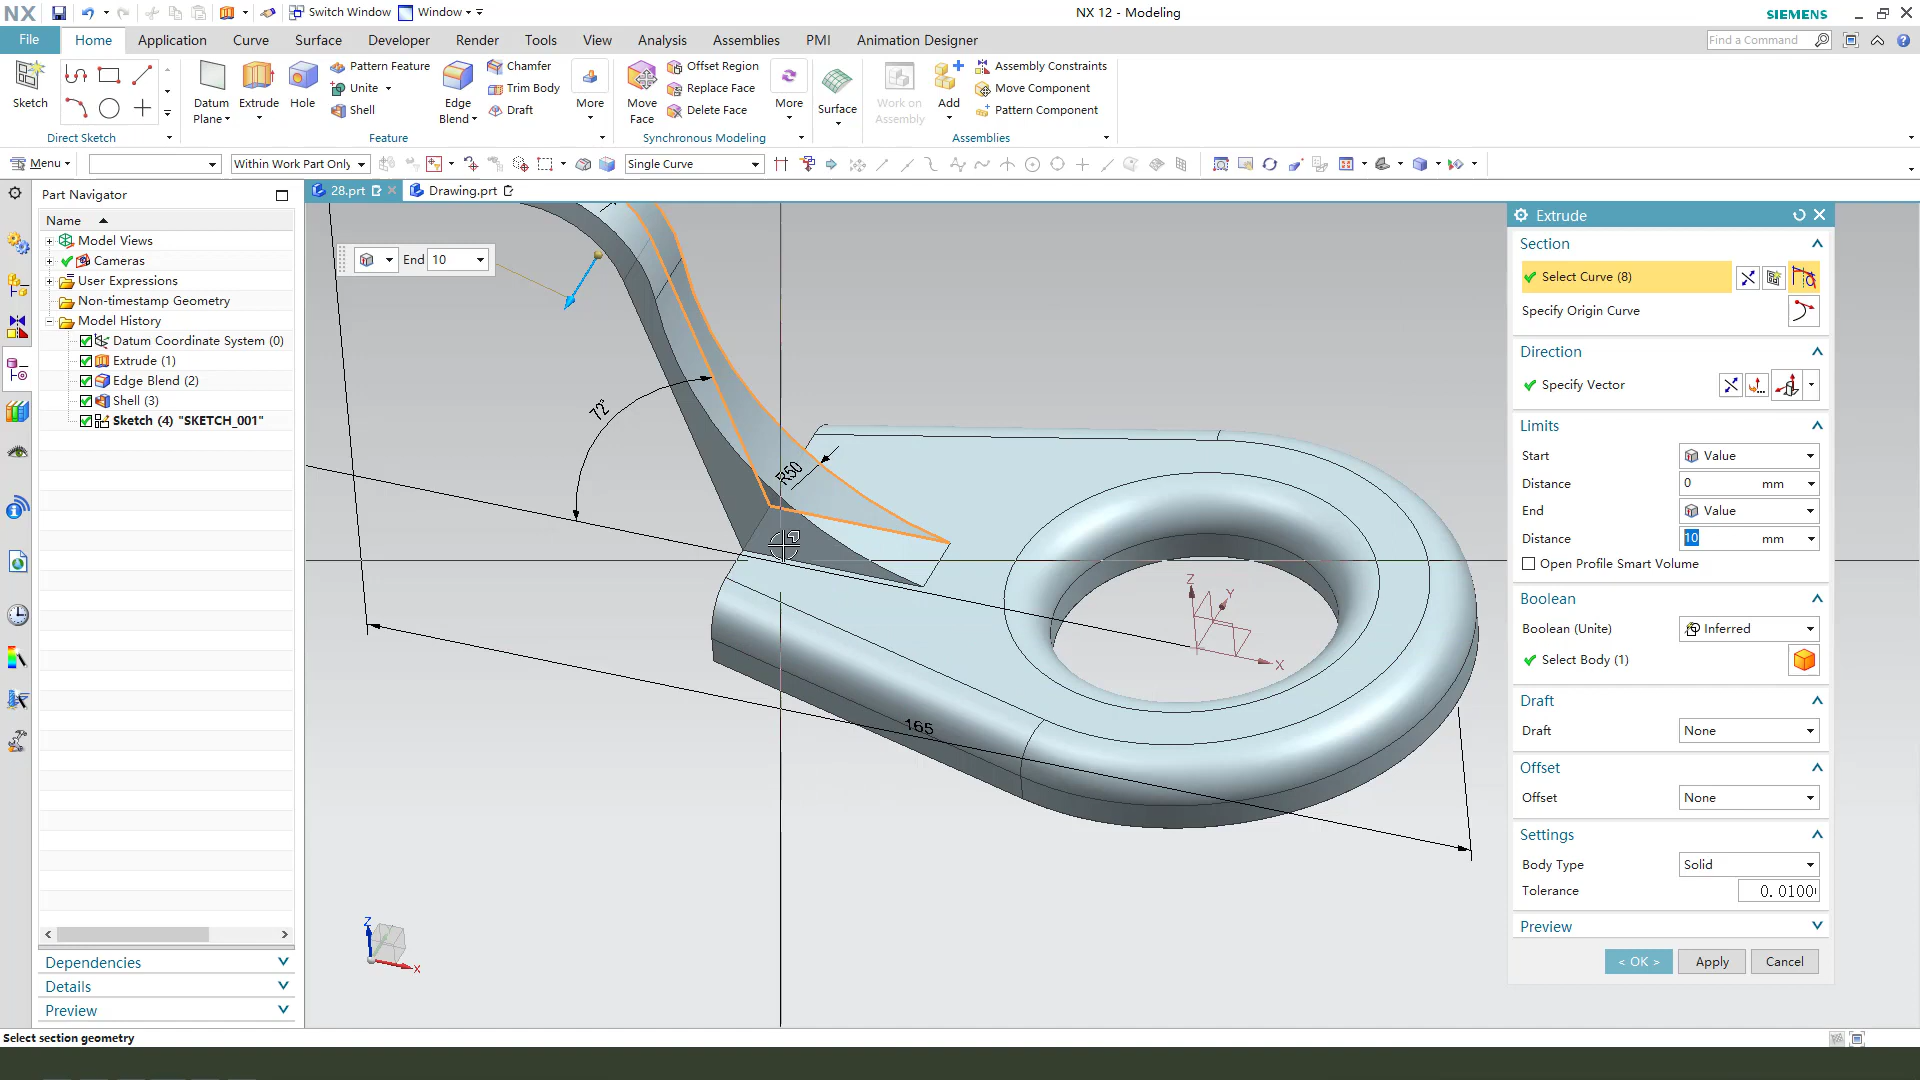 NX
Switch Window
Window
NX 12 - Modeling
SIEMENS
File
Home
Application
Curve
Surface
Developer
Render
Tools
View
Analysis
Assemblies
PMI
Animation Designer
Find a Command
Sketch
Direct Sketch
Datum Plane
Extrude
Hole
Pattern Feature
Unite
Shell
Edge Blend
Chamfer
Trim Body
Draft
More
Feature
Move Face
Offset Region
Replace Face
Delete Face
More
Synchronous Modeling
Surface
Work on Assembly
Add
Assembly Constraints
Move Component
Pattern Component
Assemblies
Menu
Within Work Part Only
Single Curve
Part Navigator
28.prt
Drawing.prt
Name
Model Views
Cameras
User Expressions
Non-timestamp Geometry
Model History
Datum Coordinate System (0)
Extrude (1)
Edge Blend (2)
Shell (3)
Sketch (4) "SKETCH_001"
Dependencies
Details
Preview
End 10
72°
R50
165
Z
Y
X
Z
X
Extrude
Section
Select Curve (8)
Specify Origin Curve
Direction
Specify Vector
Limits
Start Value
Distance 0 mm
End Value
Distance 10 mm
Open Profile Smart Volume
Boolean
Boolean (Unite) Inferred
Select Body (1)
Draft
Draft None
Offset
Offset None
Settings
Body Type Solid
Tolerance 0.0100
Preview
< OK >
Apply
Cancel
Select section geometry